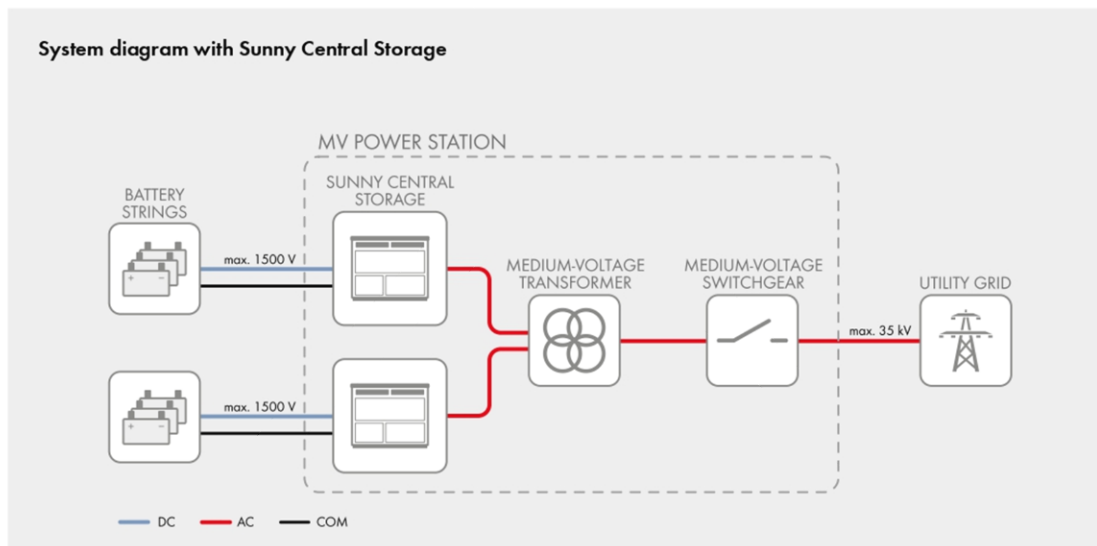 System diagram with Sunny Central Storage
MV POWER STATION
BATTERY
STRINGS
SUNNY CENTRAL
STORAGE
max. 1500 V
MEDIUM-VOLTAGE
TRANSFORMER
MEDIUM-VOLTAGE
SWITCHGEAR
UTILITY GRID
max. 35 kV
max. 1500 V
DC
AC
COM